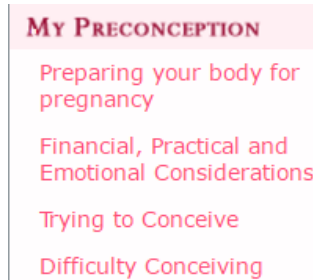 My Preconception
Preparing your body for
pregnancy
Financial, Practical and
Emotional Considerations
Trying to Conceive
Difficulty Conceiving